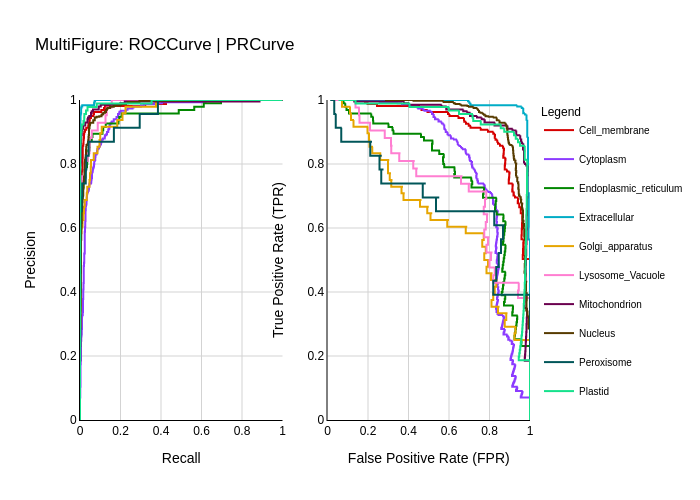 MultiFigure: ROCCurve | PRCurve
Precision
1
0.8
0.6
0.4
0.2
0
0 0.2 0.4 0.6 0.8 1
Recall
True Positive Rate (TPR)
1
0.8
0.6
0.4
0.2
0
0 0.2 0.4 0.6 0.8 1
False Positive Rate (FPR)
Legend
Cell_membrane
Cytoplasm
Endoplasmic_reticulum
Extracellular
Golgi_apparatus
Lysosome_Vacuole
Mitochondrion
Nucleus
Peroxisome
Plastid